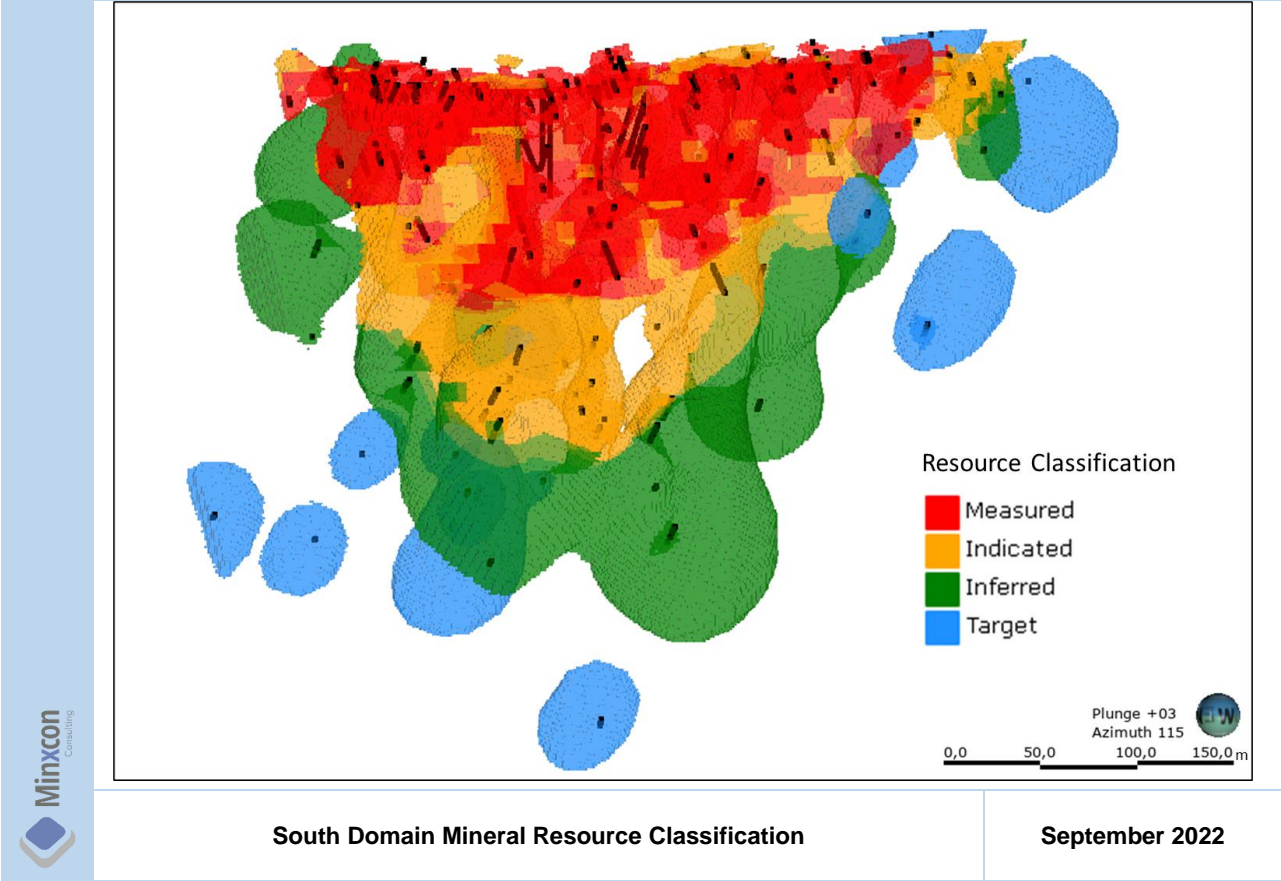 Resource Classification
Measured
Indicated
Inferred
Target
Plunge +03
Azimuth 115
0,0 50,0 100,0 150,0 m
Minxcon
Consulting
South Domain Mineral Resource Classification
September 2022